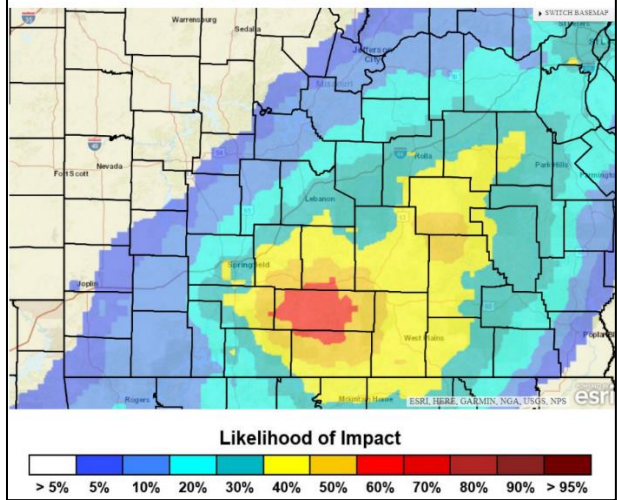 SWITCH BASEMAP
Warrensburg
Sedalia
Jefferson
City
Missouri
Rolla
Nevada
Fort Scott
Park Hills
Farmington
Lebanon
Springfield
Joplin
West Plains
Poplar Bl
Rogers
Mountain Home
ESRI, HERE, GARMIN, NGA, USGS, NPS
esri
Likelihood of Impact
> 5% 5% 10% 20% 30% 40% 50% 60% 70% 80% 90% > 95%